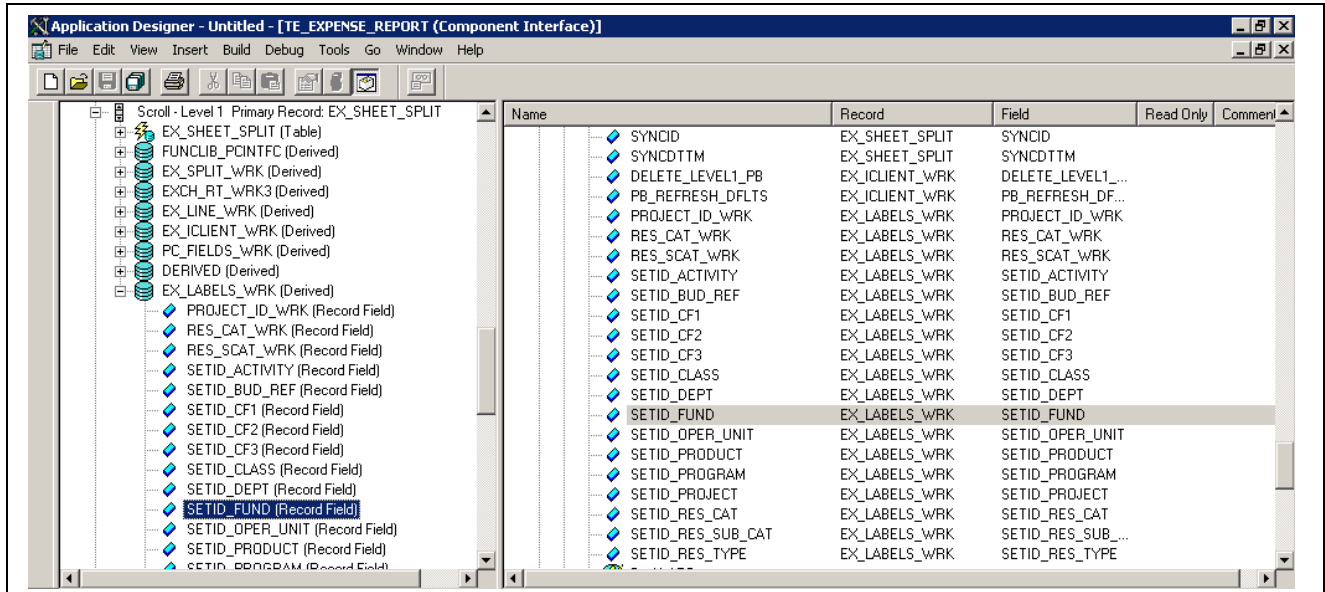 Application Designer - Untitled - [TE_EXPENSE_REPORT (Component Interface)]
File Edit View Insert Build Debug Tools Go Window Help
Scroll - Level 1 Primary Record: EX_SHEET_SPLIT
EX_SHEET_SPLIT (Table)
FUNCLIB_PCINTFC (Derived)
EX_SPLIT_WRK (Derived)
EXCH_RT_WRK3 (Derived)
EX_LINE_WRK (Derived)
EX_ICLIENT_WRK (Derived)
PC_FIELDS_WRK (Derived)
DERIVED (Derived)
EX_LABELS_WRK (Derived)
PROJECT_ID_WRK (Record Field)
RES_CAT_WRK (Record Field)
RES_SCAT_WRK (Record Field)
SETID_ACTIVITY (Record Field)
SETID_BUD_REF (Record Field)
SETID_CF1 (Record Field)
SETID_CF2 (Record Field)
SETID_CF3 (Record Field)
SETID_CLASS (Record Field)
SETID_DEPT (Record Field)
SETID_FUND (Record Field)
SETID_OPER_UNIT (Record Field)
SETID_PRODUCT (Record Field)
SETID_PROGRAM (Record Field)
Name Record Field Read Only Comment
SYNCID EX_SHEET_SPLIT SYNCID
SYNCDTTM EX_SHEET_SPLIT SYNCDTTM
DELETE_LEVEL1_PB EX_ICLIENT_WRK DELETE_LEVEL1_...
PB_REFRESH_DFLTS EX_ICLIENT_WRK PB_REFRESH_DF...
PROJECT_ID_WRK EX_LABELS_WRK PROJECT_ID_WRK
RES_CAT_WRK EX_LABELS_WRK RES_CAT_WRK
RES_SCAT_WRK EX_LABELS_WRK RES_SCAT_WRK
SETID_ACTIVITY EX_LABELS_WRK SETID_ACTIVITY
SETID_BUD_REF EX_LABELS_WRK SETID_BUD_REF
SETID_CF1 EX_LABELS_WRK SETID_CF1
SETID_CF2 EX_LABELS_WRK SETID_CF2
SETID_CF3 EX_LABELS_WRK SETID_CF3
SETID_CLASS EX_LABELS_WRK SETID_CLASS
SETID_DEPT EX_LABELS_WRK SETID_DEPT
SETID_FUND EX_LABELS_WRK SETID_FUND
SETID_OPER_UNIT EX_LABELS_WRK SETID_OPER_UNIT
SETID_PRODUCT EX_LABELS_WRK SETID_PRODUCT
SETID_PROGRAM EX_LABELS_WRK SETID_PROGRAM
SETID_PROJECT EX_LABELS_WRK SETID_PROJECT
SETID_RES_CAT EX_LABELS_WRK SETID_RES_CAT
SETID_RES_SUB_CAT EX_LABELS_WRK SETID_RES_SUB_...
SETID_RES_TYPE EX_LABELS_WRK SETID_RES_TYPE